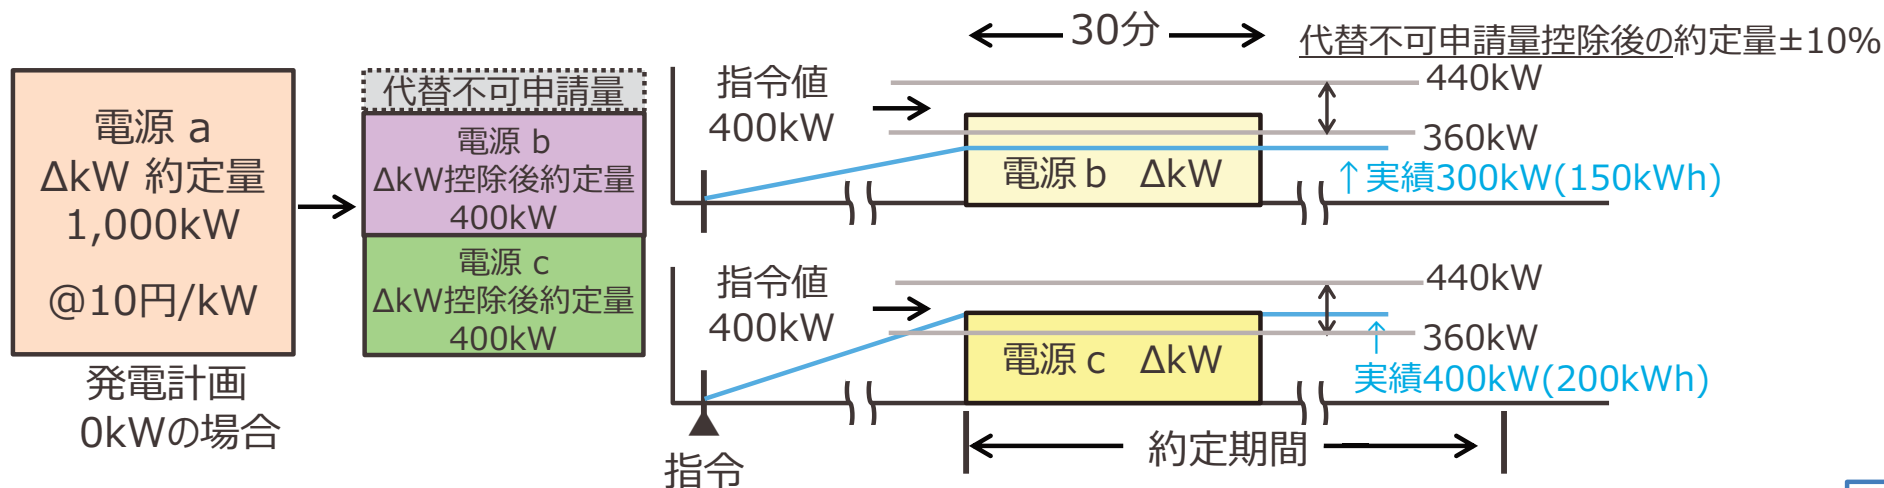 電源 a
ΔkW 約定量
1,000kW
@10円/kW
発電計画
0kWの場合
代替不可申請量
電源 b
ΔkW控除後約定量
400kW
電源 c
ΔkW控除後約定量
400kW
30分
代替不可申請量控除後の約定量±10%
指令値
400kW
440kW
360kW
電源 b ΔkW
↑実績300kW(150kWh)
指令値
400kW
440kW
360kW
電源 c ΔkW
↑
実績400kW(200kWh)
約定期間
指令